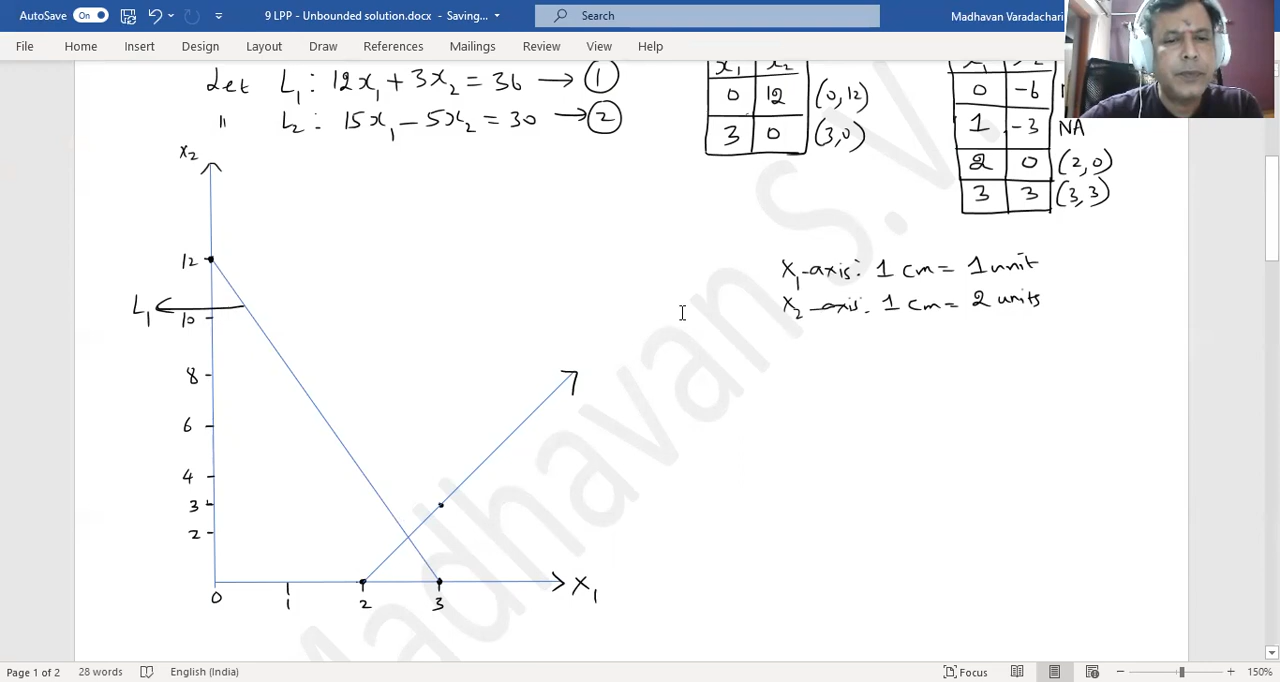 AutoSave On 9 LPP - Unbounded solution.docx - Saving... Search Madhavan Varadachari
File Home Insert Design Layout Draw References Mailings Review View Help
Let L₁ : 12x₁ + 3x₂ = 36 → ①
" L₂ : 15x₁ - 5x₂ = 30 → ②
x₁ x₂
0 12 (0,12)
3 0 (3,0)
0 -6
1 -3 NA
2 0 (2,0)
3 3 (3,3)
X₁-axis: 1 cm = 1 unit
X₂-axis: 1 cm = 2 units
X₂
12
L₁
10
8
6
4
3
2
0 1 2 3 X₁
Madhavan S.V.
Page 1 of 2 28 words English (India) Focus 150%